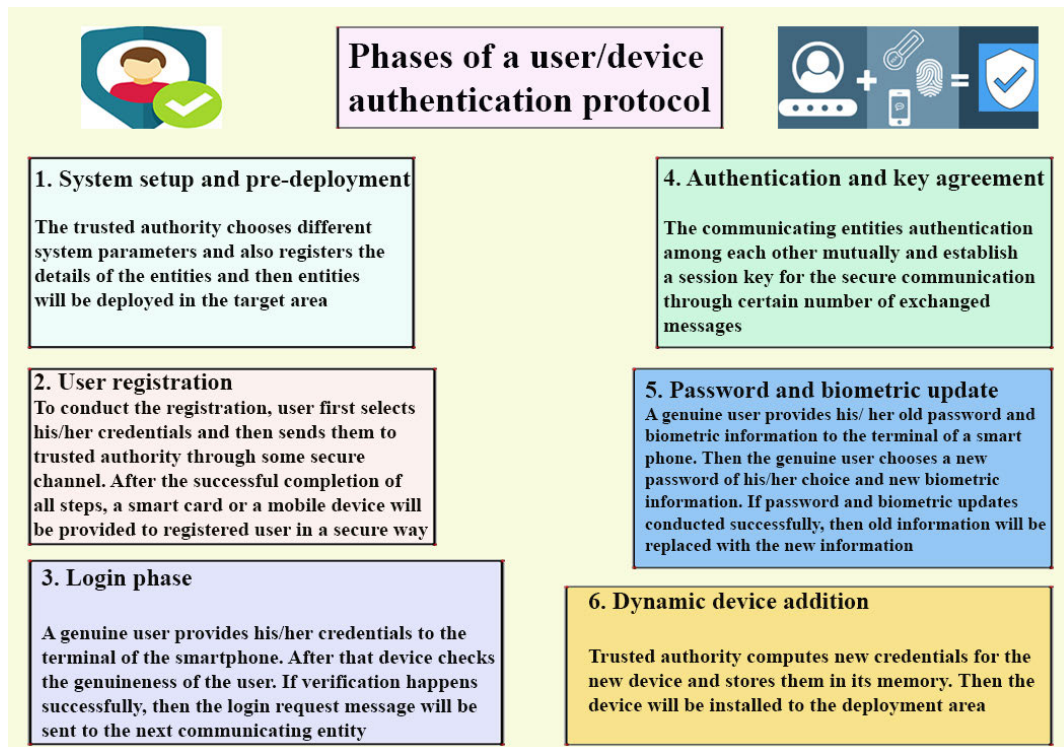 Phases of a user/device
authentication protocol
1. System setup and pre-deployment
The trusted authority chooses different
system parameters and also registers the
details of the entities and then entities
will be deployed in the target area
2. User registration
To conduct the registration, user first selects
his/her credentials and then sends them to
trusted authority through some secure
channel. After the successful completion of
all steps, a smart card or a mobile device will
be provided to registered user in a secure way
3. Login phase
A genuine user provides his/her credentials to the
terminal of the smartphone. After that device checks
the genuineness of the user. If verification happens
successfully, then the login request message will be
sent to the next communicating entity
4. Authentication and key agreement
The communicating entities authentication
among each other mutually and establish
a session key for the secure communication
through certain number of exchanged
messages
5. Password and biometric update
A genuine user provides his/ her old password and
biometric information to the terminal of a smart
phone. Then the genuine user chooses a new
password of his/her choice and new biometric
information. If password and biometric updates
conducted successfully, then old information will be
replaced with the new information
6. Dynamic device addition
Trusted authority computes new credentials for the
new device and stores them in its memory. Then the
device will be installed to the deployment area